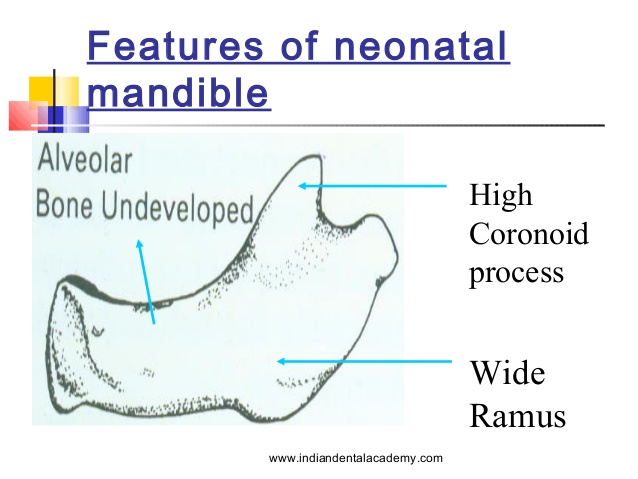 Features of neonatal
mandible
Alveolar
Bone Undeveloped
High
Coronoid
process
Wide
Ramus
www.indiandentalacademy.com